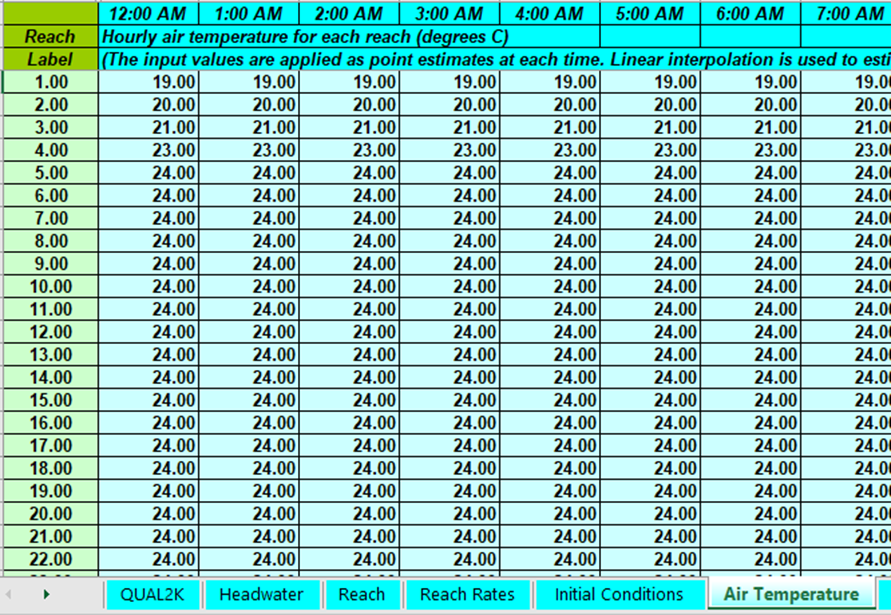 12:00 AM 1:00 AM 2:00 AM 3:00 AM 4:00 AM 5:00 AM 6:00 AM 7:00 AM
Reach Hourly air temperature for each reach (degrees C)
Label (The input values are applied as point estimates at each time. Linear interpolation is used to esti
1.00 19.00 19.00 19.00 19.00 19.00 19.00 19.00 19.0
2.00 20.00 20.00 20.00 20.00 20.00 20.00 20.00 20.0
3.00 21.00 21.00 21.00 21.00 21.00 21.00 21.00 21.0
4.00 23.00 23.00 23.00 23.00 23.00 23.00 23.00 23.0
5.00 24.00 24.00 24.00 24.00 24.00 24.00 24.00 24.0
6.00 24.00 24.00 24.00 24.00 24.00 24.00 24.00 24.0
7.00 24.00 24.00 24.00 24.00 24.00 24.00 24.00 24.0
8.00 24.00 24.00 24.00 24.00 24.00 24.00 24.00 24.0
9.00 24.00 24.00 24.00 24.00 24.00 24.00 24.00 24.0
10.00 24.00 24.00 24.00 24.00 24.00 24.00 24.00 24.0
11.00 24.00 24.00 24.00 24.00 24.00 24.00 24.00 24.0
12.00 24.00 24.00 24.00 24.00 24.00 24.00 24.00 24.0
13.00 24.00 24.00 24.00 24.00 24.00 24.00 24.00 24.0
14.00 24.00 24.00 24.00 24.00 24.00 24.00 24.00 24.0
15.00 24.00 24.00 24.00 24.00 24.00 24.00 24.00 24.0
16.00 24.00 24.00 24.00 24.00 24.00 24.00 24.00 24.0
17.00 24.00 24.00 24.00 24.00 24.00 24.00 24.00 24.0
18.00 24.00 24.00 24.00 24.00 24.00 24.00 24.00 24.0
19.00 24.00 24.00 24.00 24.00 24.00 24.00 24.00 24.0
20.00 24.00 24.00 24.00 24.00 24.00 24.00 24.00 24.0
21.00 24.00 24.00 24.00 24.00 24.00 24.00 24.00 24.0
22.00 24.00 24.00 24.00 24.00 24.00 24.00 24.00 24.0
QUAL2K Headwater Reach Reach Rates Initial Conditions Air Temperature